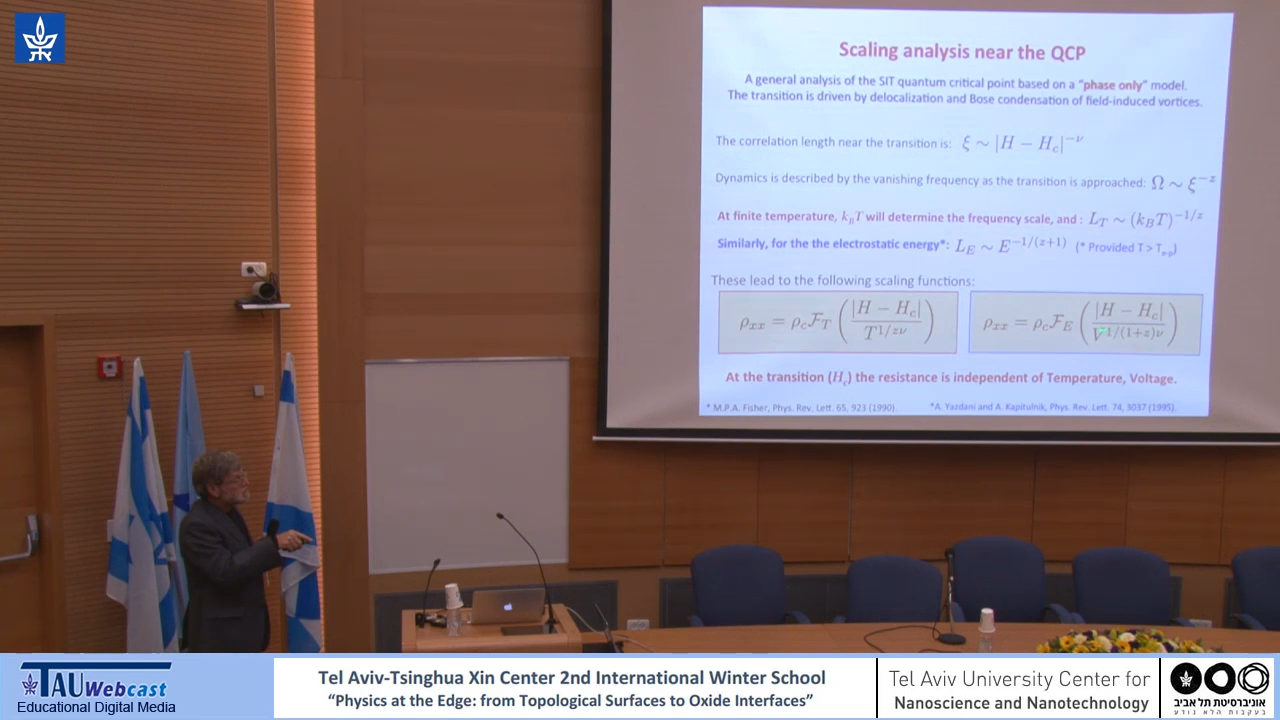 Scaling analysis near the QCP
A general analysis of the SIT quantum critical point based on a "phase only" model.
The transition is driven by delocalization and Bose condensation of field-induced vortices.
The correlation length near the transition is: ξ ∼ |H − H_c|^{−ν}
Dynamics is described by the vanishing frequency as the transition is approached: Ω ∼ ξ^{−z}
At finite temperature, k_BT will determine the frequency scale, and : L_T ∼ (k_BT)^{−1/z}
Similarly, for the the electrostatic energy*: L_E ∼ E^{−1/(z+1)} (* Provided T > T
These lead to the following scaling functions:
ρ_{xx} = ρ_c F_T ( |H − H_c| / T^{1/zν} ) ρ_{xx} = ρ_c F_E ( |H − H_c| / V^{1/(1+z)ν} )
At the transition (H_c) the resistance is independent of Temperature, Voltage.
* M.P.A. Fisher, Phys. Rev. Lett. 65, 923 (1990). *A. Yazdani and A. Kapitulnik, Phys. Rev. Lett. 74, 3037 (1995).
TAU Webcast
Educational Digital Media
Tel Aviv-Tsinghua Xin Center 2nd International Winter School
"Physics at the Edge: from Topological Surfaces to Oxide Interfaces"
Tel Aviv University Center for
Nanoscience and Nanotechnology
אוניברסיטת תל אביב
בעקבות הלא נודע